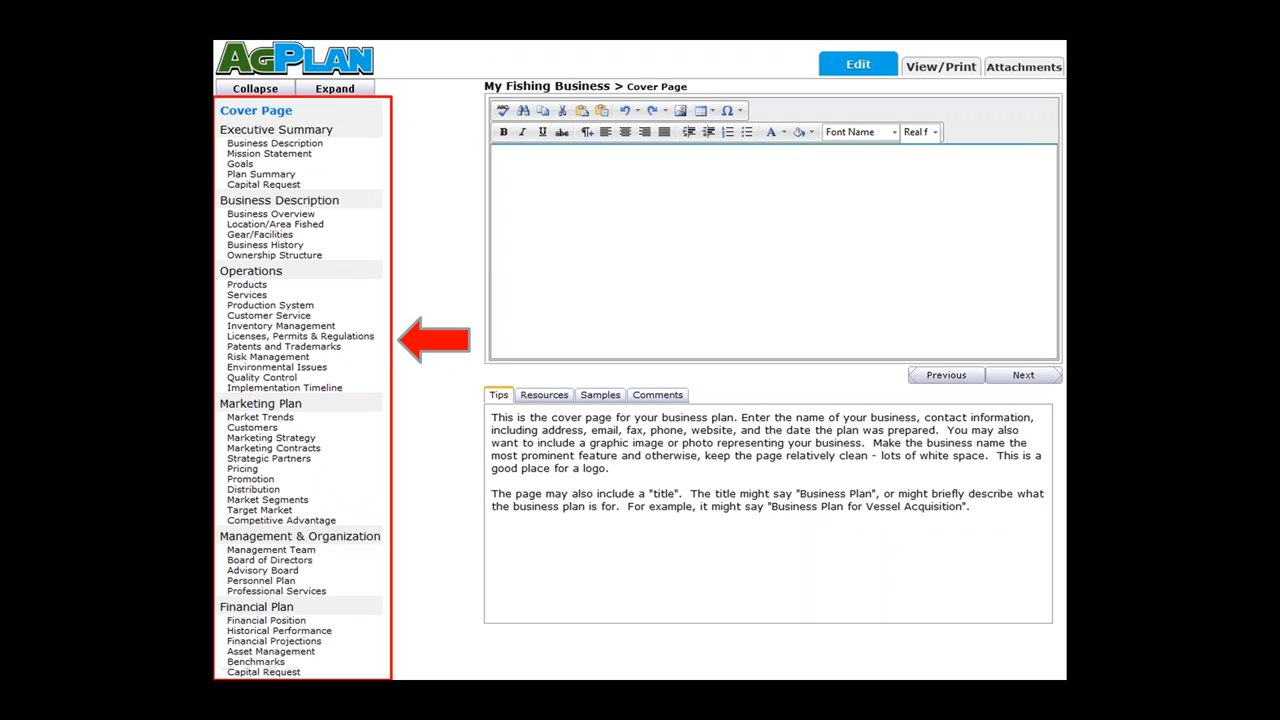 AGPLAN
Edit
View/Print
Attachments
Collapse
Expand
Cover Page
Executive Summary
Business Description
Mission Statement
Goals
Plan Summary
Capital Request
Business Description
Business Overview
Location/Area Fished
Gear/Facilities
Business History
Ownership Structure
Operations
Products
Services
Production System
Customer Service
Inventory Management
Licenses, Permits & Regulations
Patents and Trademarks
Risk Management
Environmental Issues
Quality Control
Implementation Timeline
Marketing Plan
Market Trends
Customers
Marketing Strategy
Marketing Contracts
Strategic Partners
Pricing
Promotion
Distribution
Market Segments
Target Market
Competitive Advantage
Management & Organization
Management Team
Board of Directors
Advisory Board
Personnel Plan
Professional Services
Financial Plan
Financial Position
Historical Performance
Financial Projections
Asset Management
Benchmarks
Capital Request
My Fishing Business > Cover Page
ABC
Ω
B I U abc ¶ A Font Name Real f
Previous
Next
Tips
Resources
Samples
Comments
This is the cover page for your business plan. Enter the name of your business, contact information,
including address, email, fax, phone, website, and the date the plan was prepared. You may also
want to include a graphic image or photo representing your business. Make the business name the
most prominent feature and otherwise, keep the page relatively clean - lots of white space. This is a
good place for a logo.
The page may also include a "title". The title might say "Business Plan", or might briefly describe what
the business plan is for. For example, it might say "Business Plan for Vessel Acquisition".